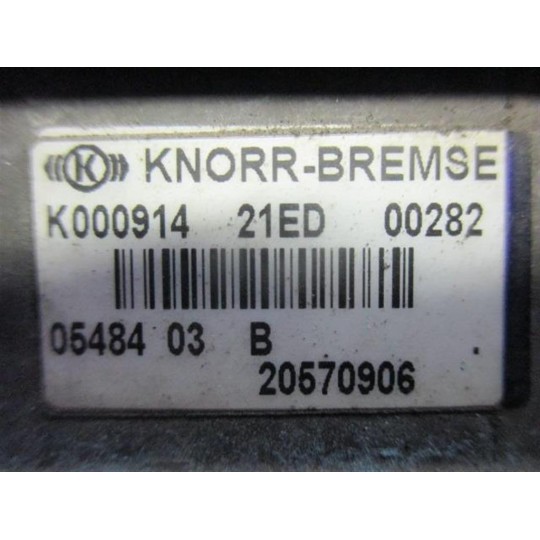 K KNORR-BREMSE
K000914 21ED 00282
05484 03 B .
20570906